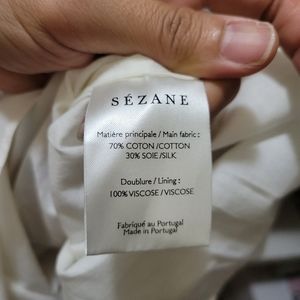 SÉZANE
Matière principale / Main fabric :
70% COTON /COTTON
30% SOIE/SILK
Doublure / Lining :
100% VISCOSE /VISCOSE
Fabriqué au Portugal
Made in Portugal